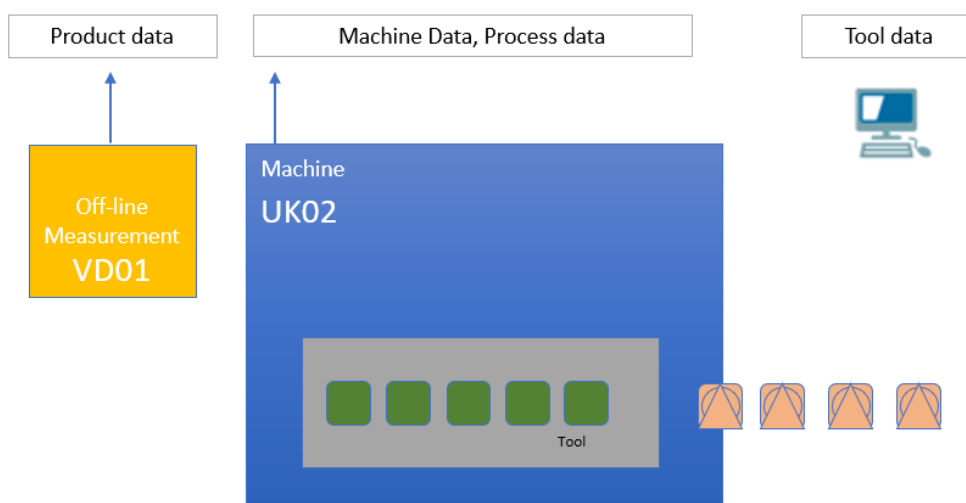 Product data
Machine Data, Process data
Tool data
Off-line
Measurement
VD01
Machine
UK02
Tool